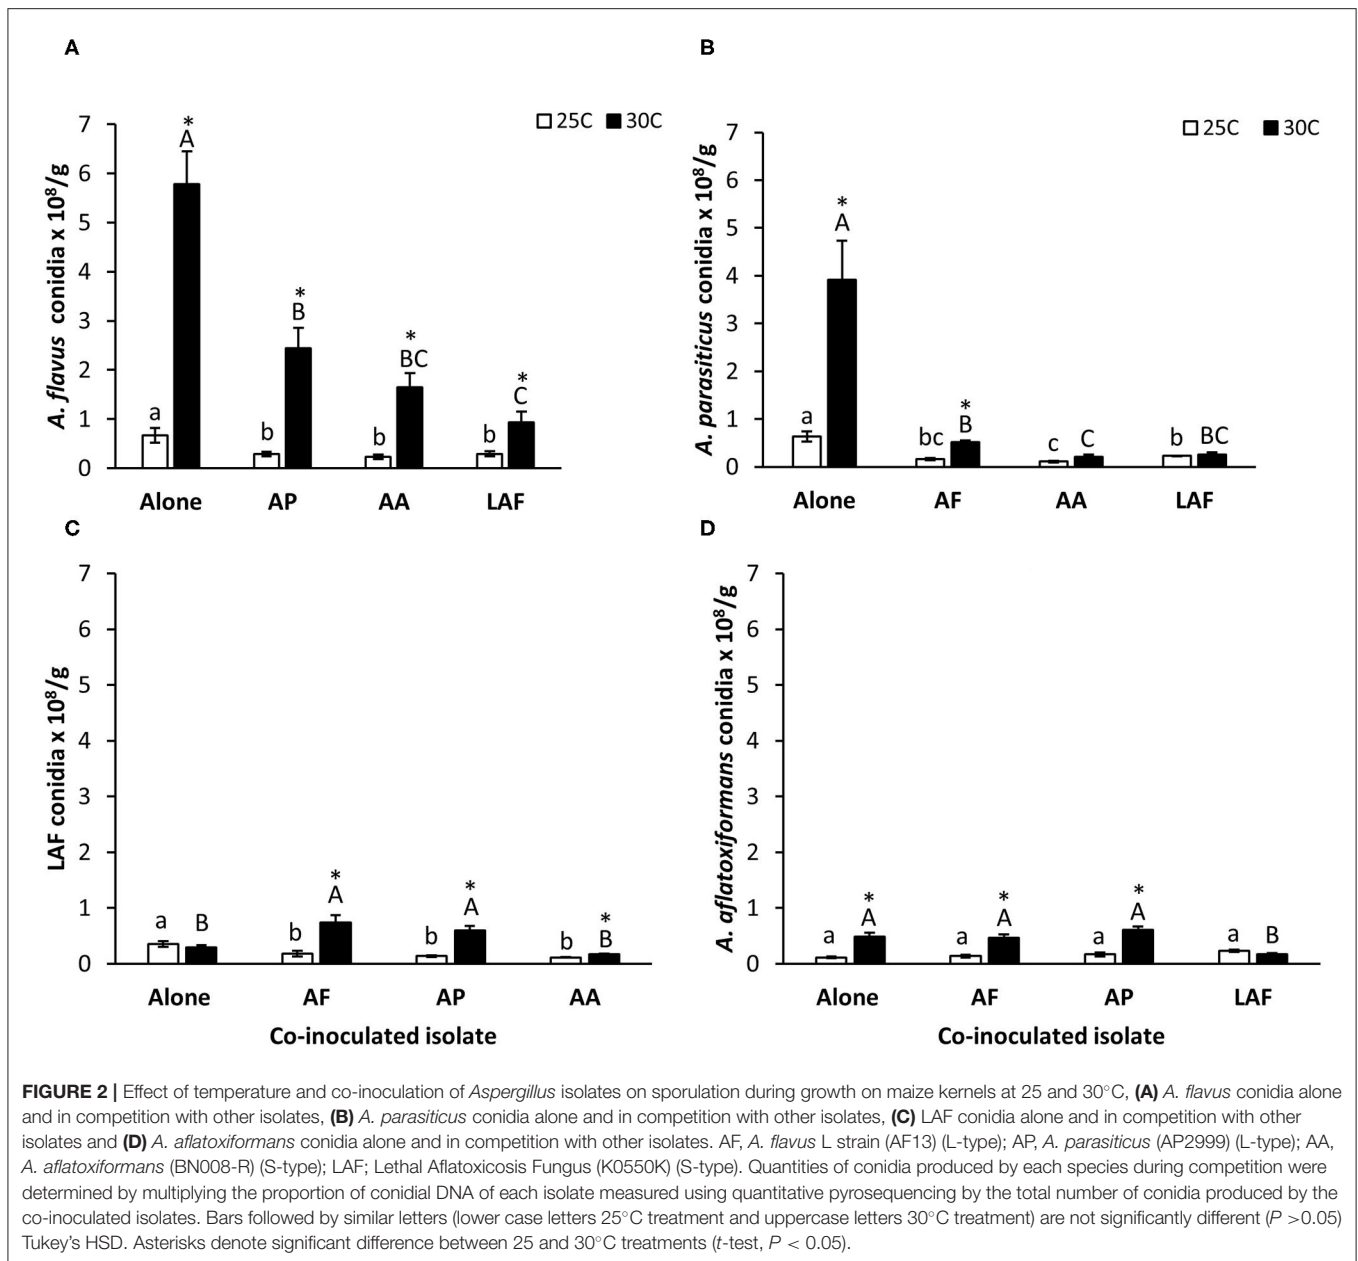 A
□25C ■30C
A. flavus conidia x 10⁸/g
7
6
5
4
3
2
1
0
a
*
A
b
*
B
b
*
BC
b
*
C
Alone AP AA LAF
B
□25C ■30C
A. parasiticus conidia x 10⁸/g
7
6
5
4
3
2
1
0
a
*
A
bc
*
B
c
C
b
BC
Alone AF AA LAF
C
LAF conidia x 10⁸/g
7
6
5
4
3
2
1
0
a
B
b
*
A
b
*
A
b
*
B
Alone AF AP AA
Co-inoculated isolate
D
A. aflatoxiformans conidia x 10⁸/g
7
6
5
4
3
2
1
0
a
*
A
a
*
A
a
*
A
a
B
Alone AF AP LAF
Co-inoculated isolate
FIGURE 2 | Effect of temperature and co-inoculation of Aspergillus isolates on sporulation during growth on maize kernels at 25 and 30°C, (A) A. flavus conidia alone
and in competition with other isolates, (B) A. parasiticus conidia alone and in competition with other isolates, (C) LAF conidia alone and in competition with other
isolates and (D) A. aflatoxiformans conidia alone and in competition with other isolates. AF, A. flavus L strain (AF13) (L-type); AP, A. parasiticus (AP2999) (L-type); AA,
A. aflatoxiformans (BN008-R) (S-type); LAF; Lethal Aflatoxicosis Fungus (K0550K) (S-type). Quantities of conidia produced by each species during competition were
determined by multiplying the proportion of conidial DNA of each isolate measured using quantitative pyrosequencing by the total number of conidia produced by the
co-inoculated isolates. Bars followed by similar letters (lower case letters 25°C treatment and uppercase letters 30°C treatment) are not significantly different (P >0.05)
Tukey's HSD. Asterisks denote significant difference between 25 and 30°C treatments (t-test, P < 0.05).